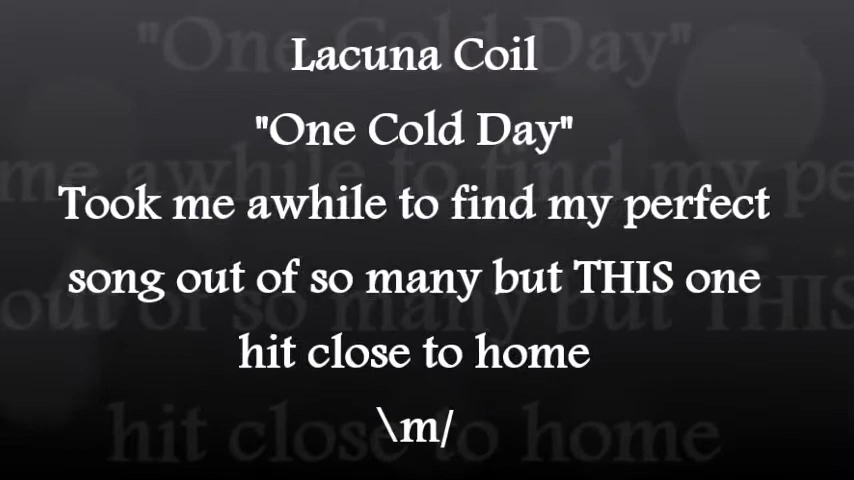 Lacuna Coil
"One Cold Day"
Took me awhile to find my perfect
song out of so many but THIS one
hit close to home
\m/